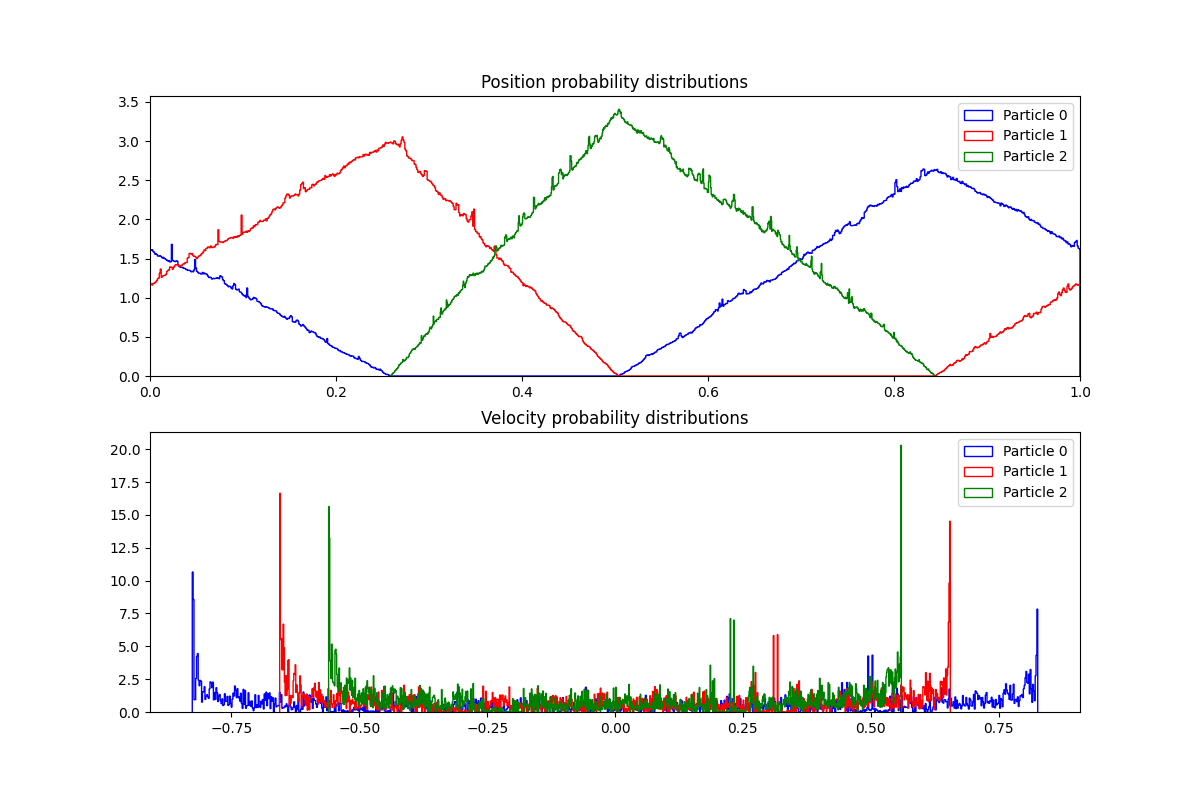 Position probability distributions
3.5
3.0
2.5
2.0
1.5
1.0
0.5
0.0
Particle 0
Particle 1
Particle 2
0.0 0.2 0.4 0.6 0.8 1.0
Velocity probability distributions
20.0
17.5
15.0
12.5
10.0
7.5
5.0
2.5
0.0
Particle 0
Particle 1
Particle 2
−0.75 −0.50 −0.25 0.00 0.25 0.50 0.75